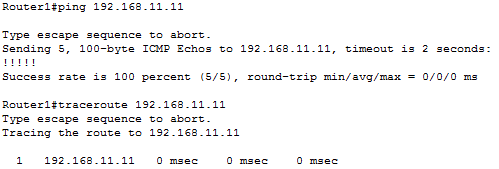 Router1#ping 192.168.11.11
Type escape sequence to abort.
Sending 5, 100-byte ICMP Echos to 192.168.11.11, timeout is 2 seconds:
!!!!!
Success rate is 100 percent (5/5), round-trip min/avg/max = 0/0/0 ms
Router1#traceroute 192.168.11.11
Type escape sequence to abort.
Tracing the route to 192.168.11.11
1 192.168.11.11 0 msec 0 msec 0 msec